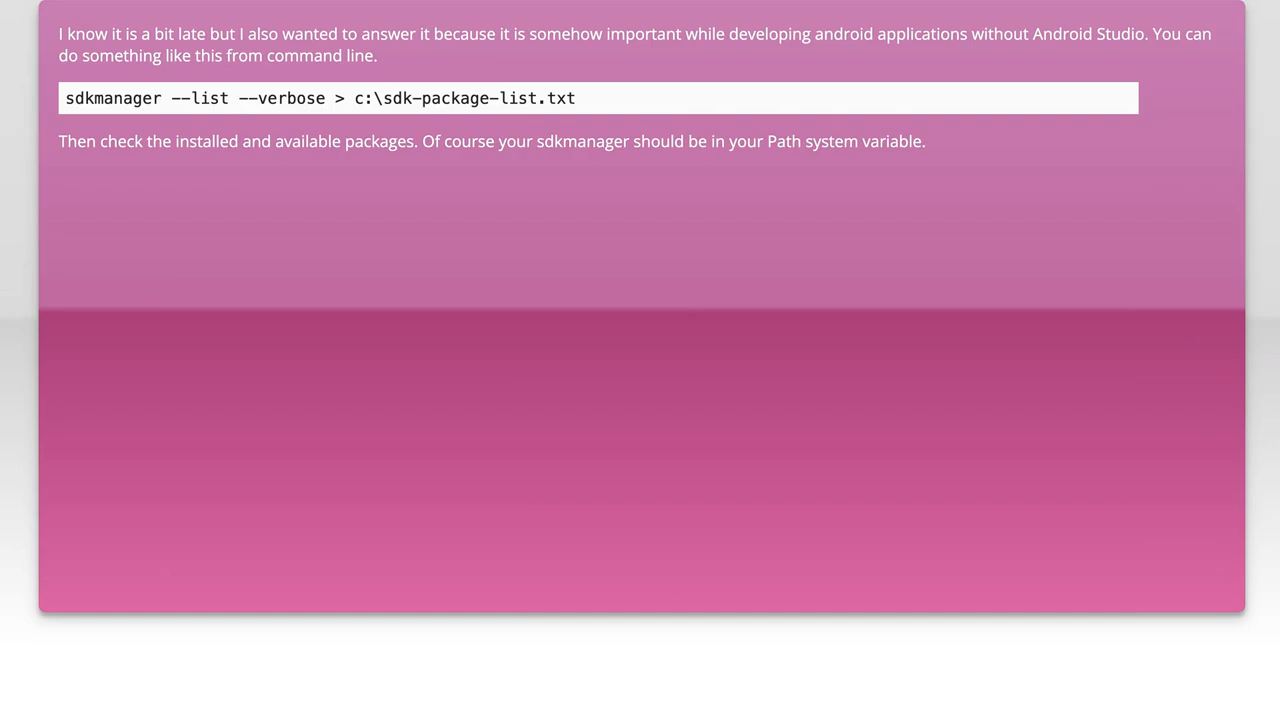 I know it is a bit late but I also wanted to answer it because it is somehow important while developing android applications without Android Studio. You can
do something like this from command line.
sdkmanager --list --verbose > c:\sdk-package-list.txt
Then check the installed and available packages. Of course your sdkmanager should be in your Path system variable.